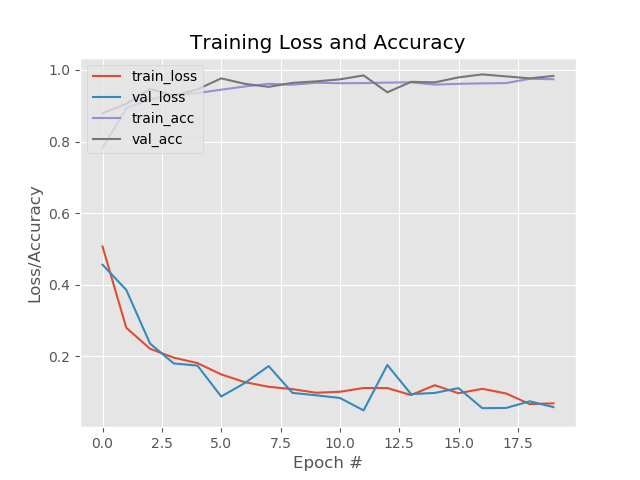 Training Loss and Accuracy
train_loss
val_loss
train_acc
val_acc
1.0
0.8
0.6
0.4
0.2
Loss/Accuracy
0.0 2.5 5.0 7.5 10.0 12.5 15.0 17.5
Epoch #